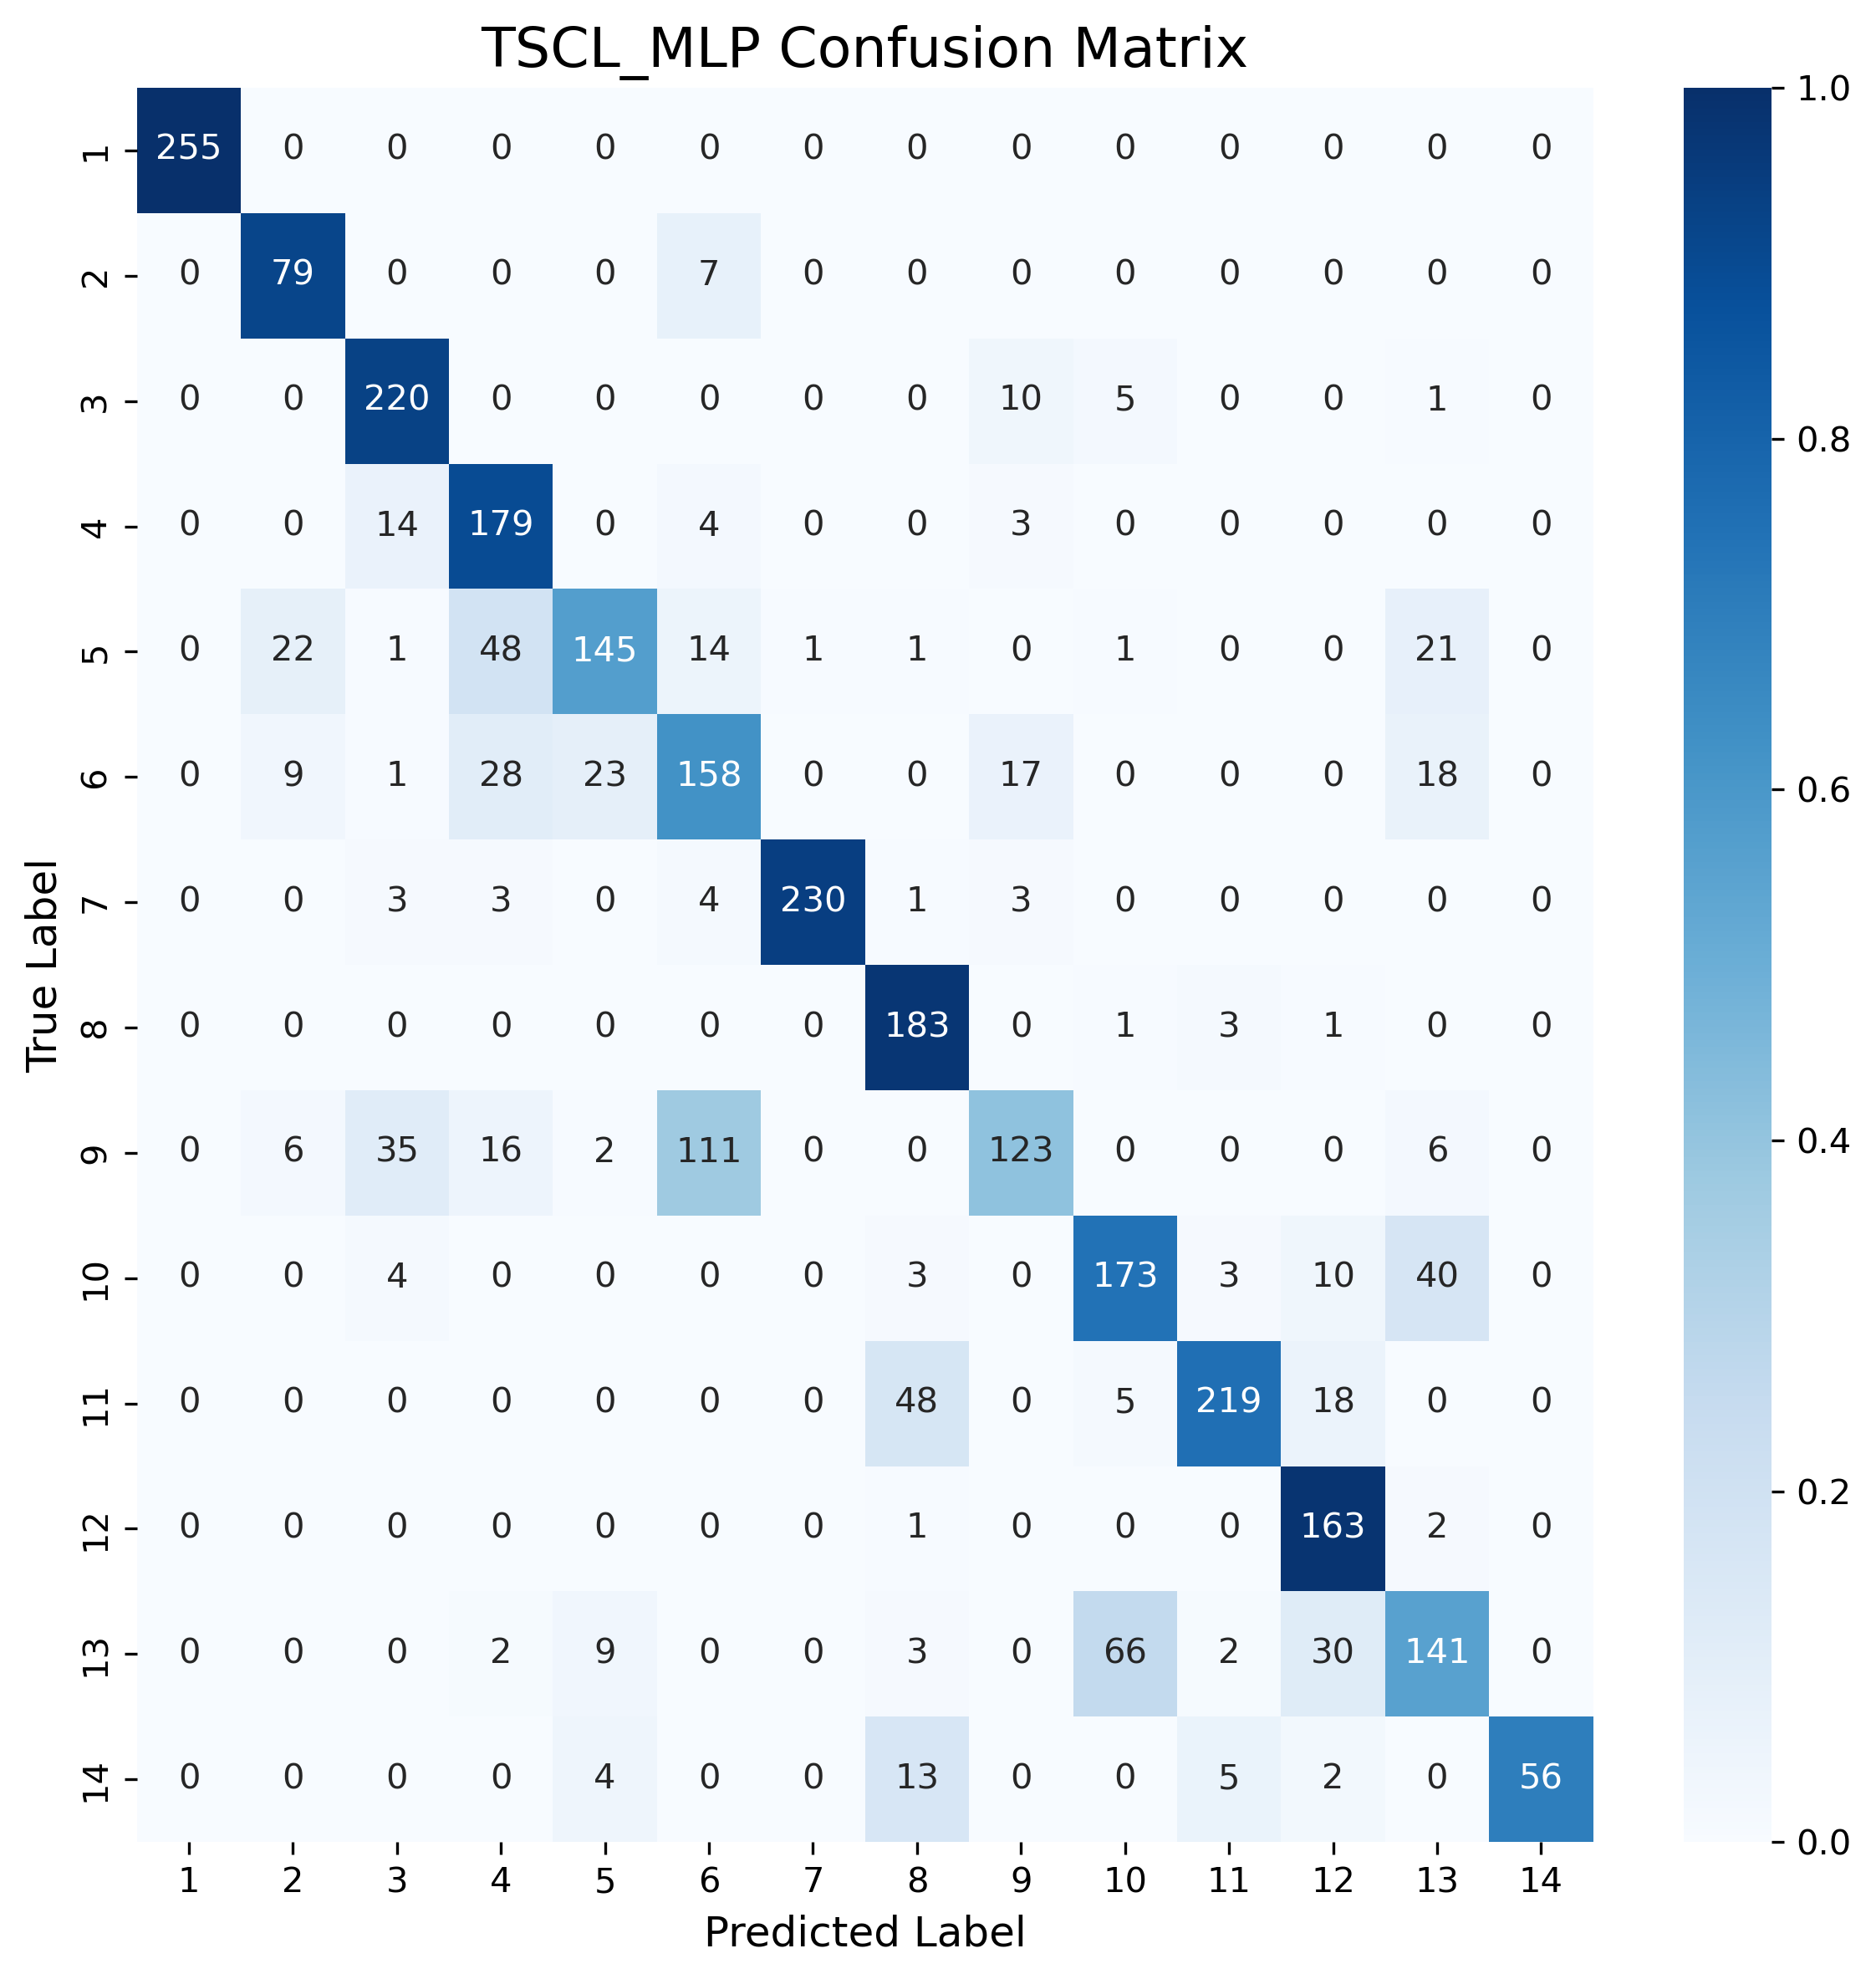 TSCL_MLP Confusion Matrix
1 255 0 0 0 0 0 0 0 0 0 0 0 0 0
2 0 79 0 0 0 7 0 0 0 0 0 0 0 0
3 0 0 220 0 0 0 0 0 10 5 0 0 1 0
4 0 0 14 179 0 4 0 0 3 0 0 0 0 0
5 0 22 1 48 145 14 1 1 0 1 0 0 21 0
6 0 9 1 28 23 158 0 0 17 0 0 0 18 0
7 0 0 3 3 0 4 230 1 3 0 0 0 0 0
8 0 0 0 0 0 0 0 183 0 1 3 1 0 0
9 0 6 35 16 2 111 0 0 123 0 0 0 6 0
10 0 0 4 0 0 0 0 3 0 173 3 10 40 0
11 0 0 0 0 0 0 0 48 0 5 219 18 0 0
12 0 0 0 0 0 0 0 1 0 0 0 163 2 0
13 0 0 0 2 9 0 0 3 0 66 2 30 141 0
14 0 0 0 0 4 0 0 13 0 0 5 2 0 56
1 2 3 4 5 6 7 8 9 10 11 12 13 14
Predicted Label
True Label
1.0
0.8
0.6
0.4
0.2
0.0